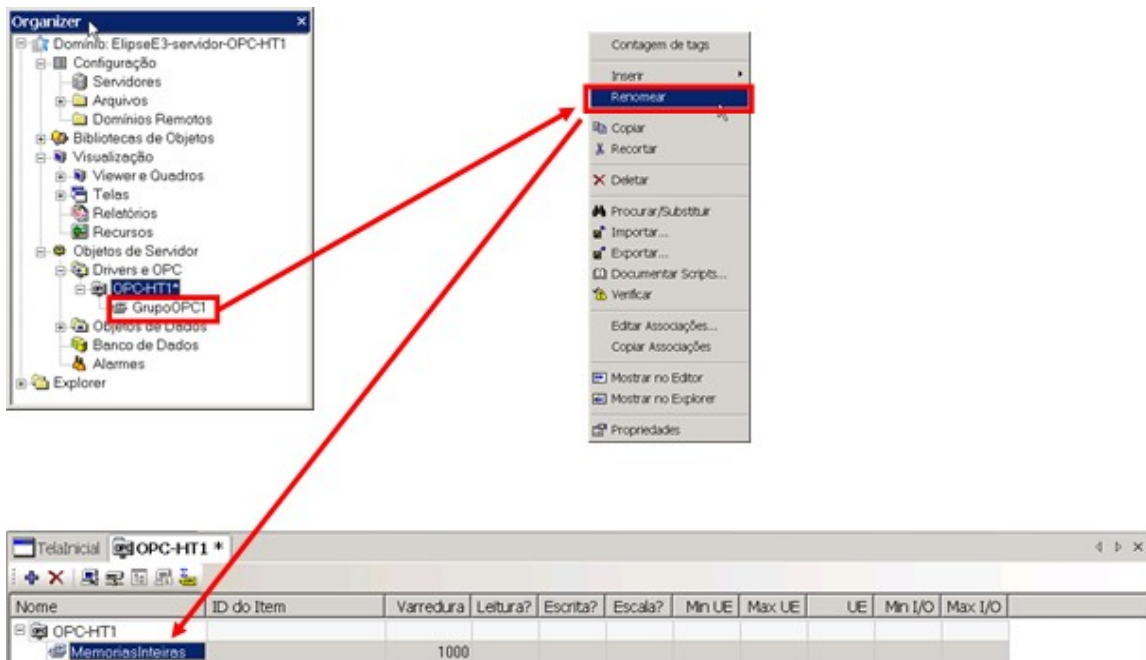 Organizer
Domínio: ElipseE3-servidor-OPC-HT1
Configuração
Servidores
Arquivos
Domínios Remotos
Bibliotecas de Objetos
Visualização
Viewer e Quadros
Telas
Relatórios
Recursos
Objetos de Servidor
Drivers e OPC
OPC-HT1*
GrupoOPC1
Objetos de Dados
Banco de Dados
Alarmes
Explorer
Contagem de tags
Inserir
Renomear
Copiar
Recortar
Deletar
Procurar/Substituir
Importar...
Exportar...
Documentar Scripts...
Verificar
Editar Associações...
Copiar Associações
Mostrar no Editor
Mostrar no Explorer
Propriedades
TelaInicial OPC-HT1 *
Nome ID do Item Varredura Leitura? Escrita? Escala? Min UE Max UE UE Min I/O Max I/O
OPC-HT1
MemoriasInteiras 1000